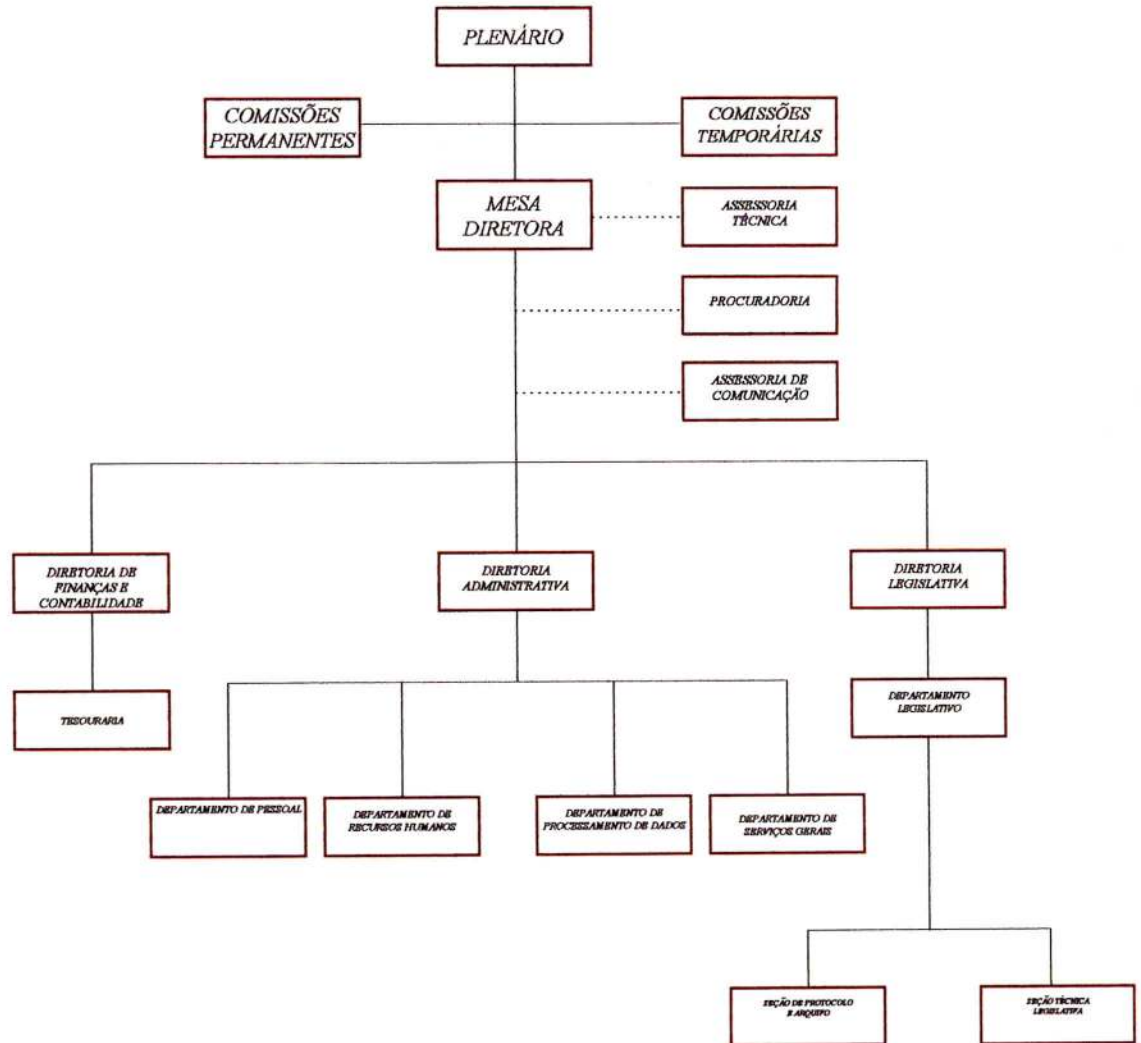 PLENÁRIO
COMISSÕES
PERMANENTES
COMISSÕES
TEMPORÁRIAS
MESA
DIRETORA
ASSESSORIA
TÉCNICA
PROCURADORIA
ASSESSORIA DE
COMUNICAÇÃO
DIRETORIA DE
FINANÇAS E
CONTABILIDADE
DIRETORIA
ADMINISTRATIVA
DIRETORIA
LEGISLATIVA
TESOURARIA
DEPARTAMENTO
LEGISLATIVO
DEPARTAMENTO DE PESSOAL
DEPARTAMENTO DE
RECURSOS HUMANOS
DEPARTAMENTO DE
PROCESSAMENTO DE DADOS
DEPARTAMENTO DE
SERVIÇOS GERAIS
SEÇÃO DE PROTOCOLO
E ARQUIVO
SEÇÃO TÉCNICA
LEGISLATIVA